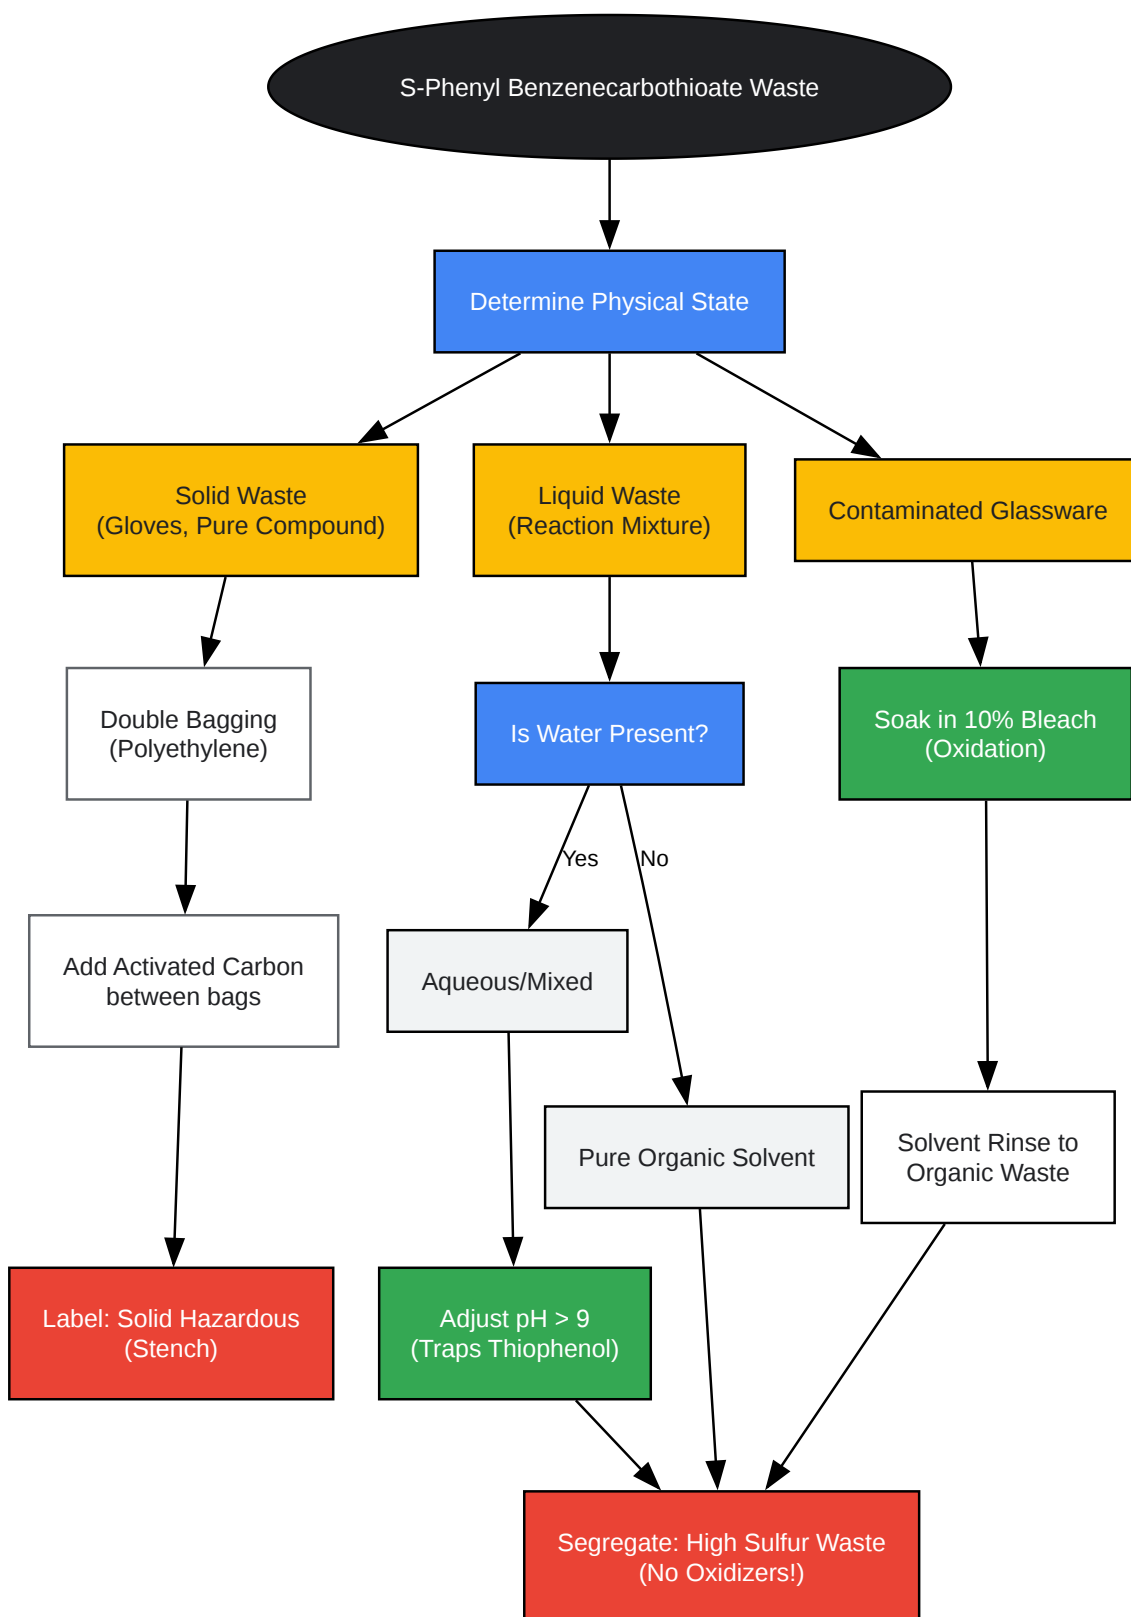 S-Phenyl Benzenecarbothioate Waste
Determine Physical State
Solid Waste
(Gloves, Pure Compound)
Liquid Waste
(Reaction Mixture)
Contaminated Glassware
Double Bagging
(Polyethylene)
Is Water Present?
Soak in 10% Bleach
(Oxidation)
Yes
No
Add Activated Carbon
between bags
Aqueous/Mixed
Pure Organic Solvent
Solvent Rinse to
Organic Waste
Label: Solid Hazardous
(Stench)
Adjust pH > 9
(Traps Thiophenol)
Segregate: High Sulfur Waste
(No Oxidizers!)